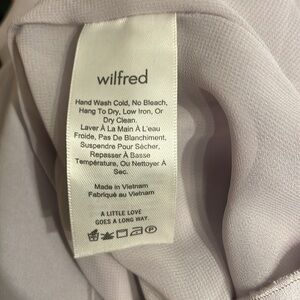 wilfred
Hand Wash Cold, No Bleach,
Hang To Dry, Low Iron, Or
Dry Clean.
Laver À La Main À L'eau
Froide, Pas De Blanchiment,
Suspendre Pour Sécher,
Repasser À Basse
Température, Ou Nettoyer À
Sec.
Made in Vietnam
Fabriqué au Vietnam
A LITTLE LOVE
GOES A LONG WAY.